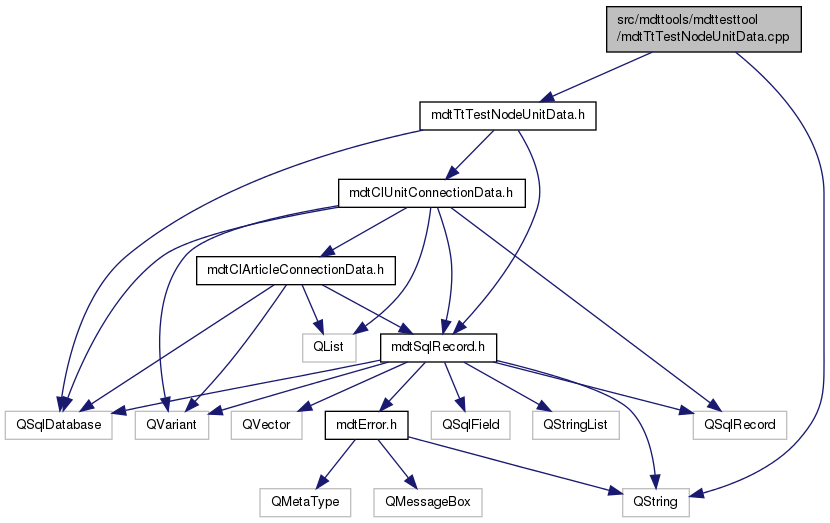 src/mdttools/mdttesttool
/mdtTtTestNodeUnitData.cpp
mdtTtTestNodeUnitData.h
mdtClUnitConnectionData.h
mdtClArticleConnectionData.h
QList
mdtSqlRecord.h
QSqlDatabase
QVariant
QVector
mdtError.h
QSqlField
QStringList
QSqlRecord
QMetaType
QMessageBox
QString